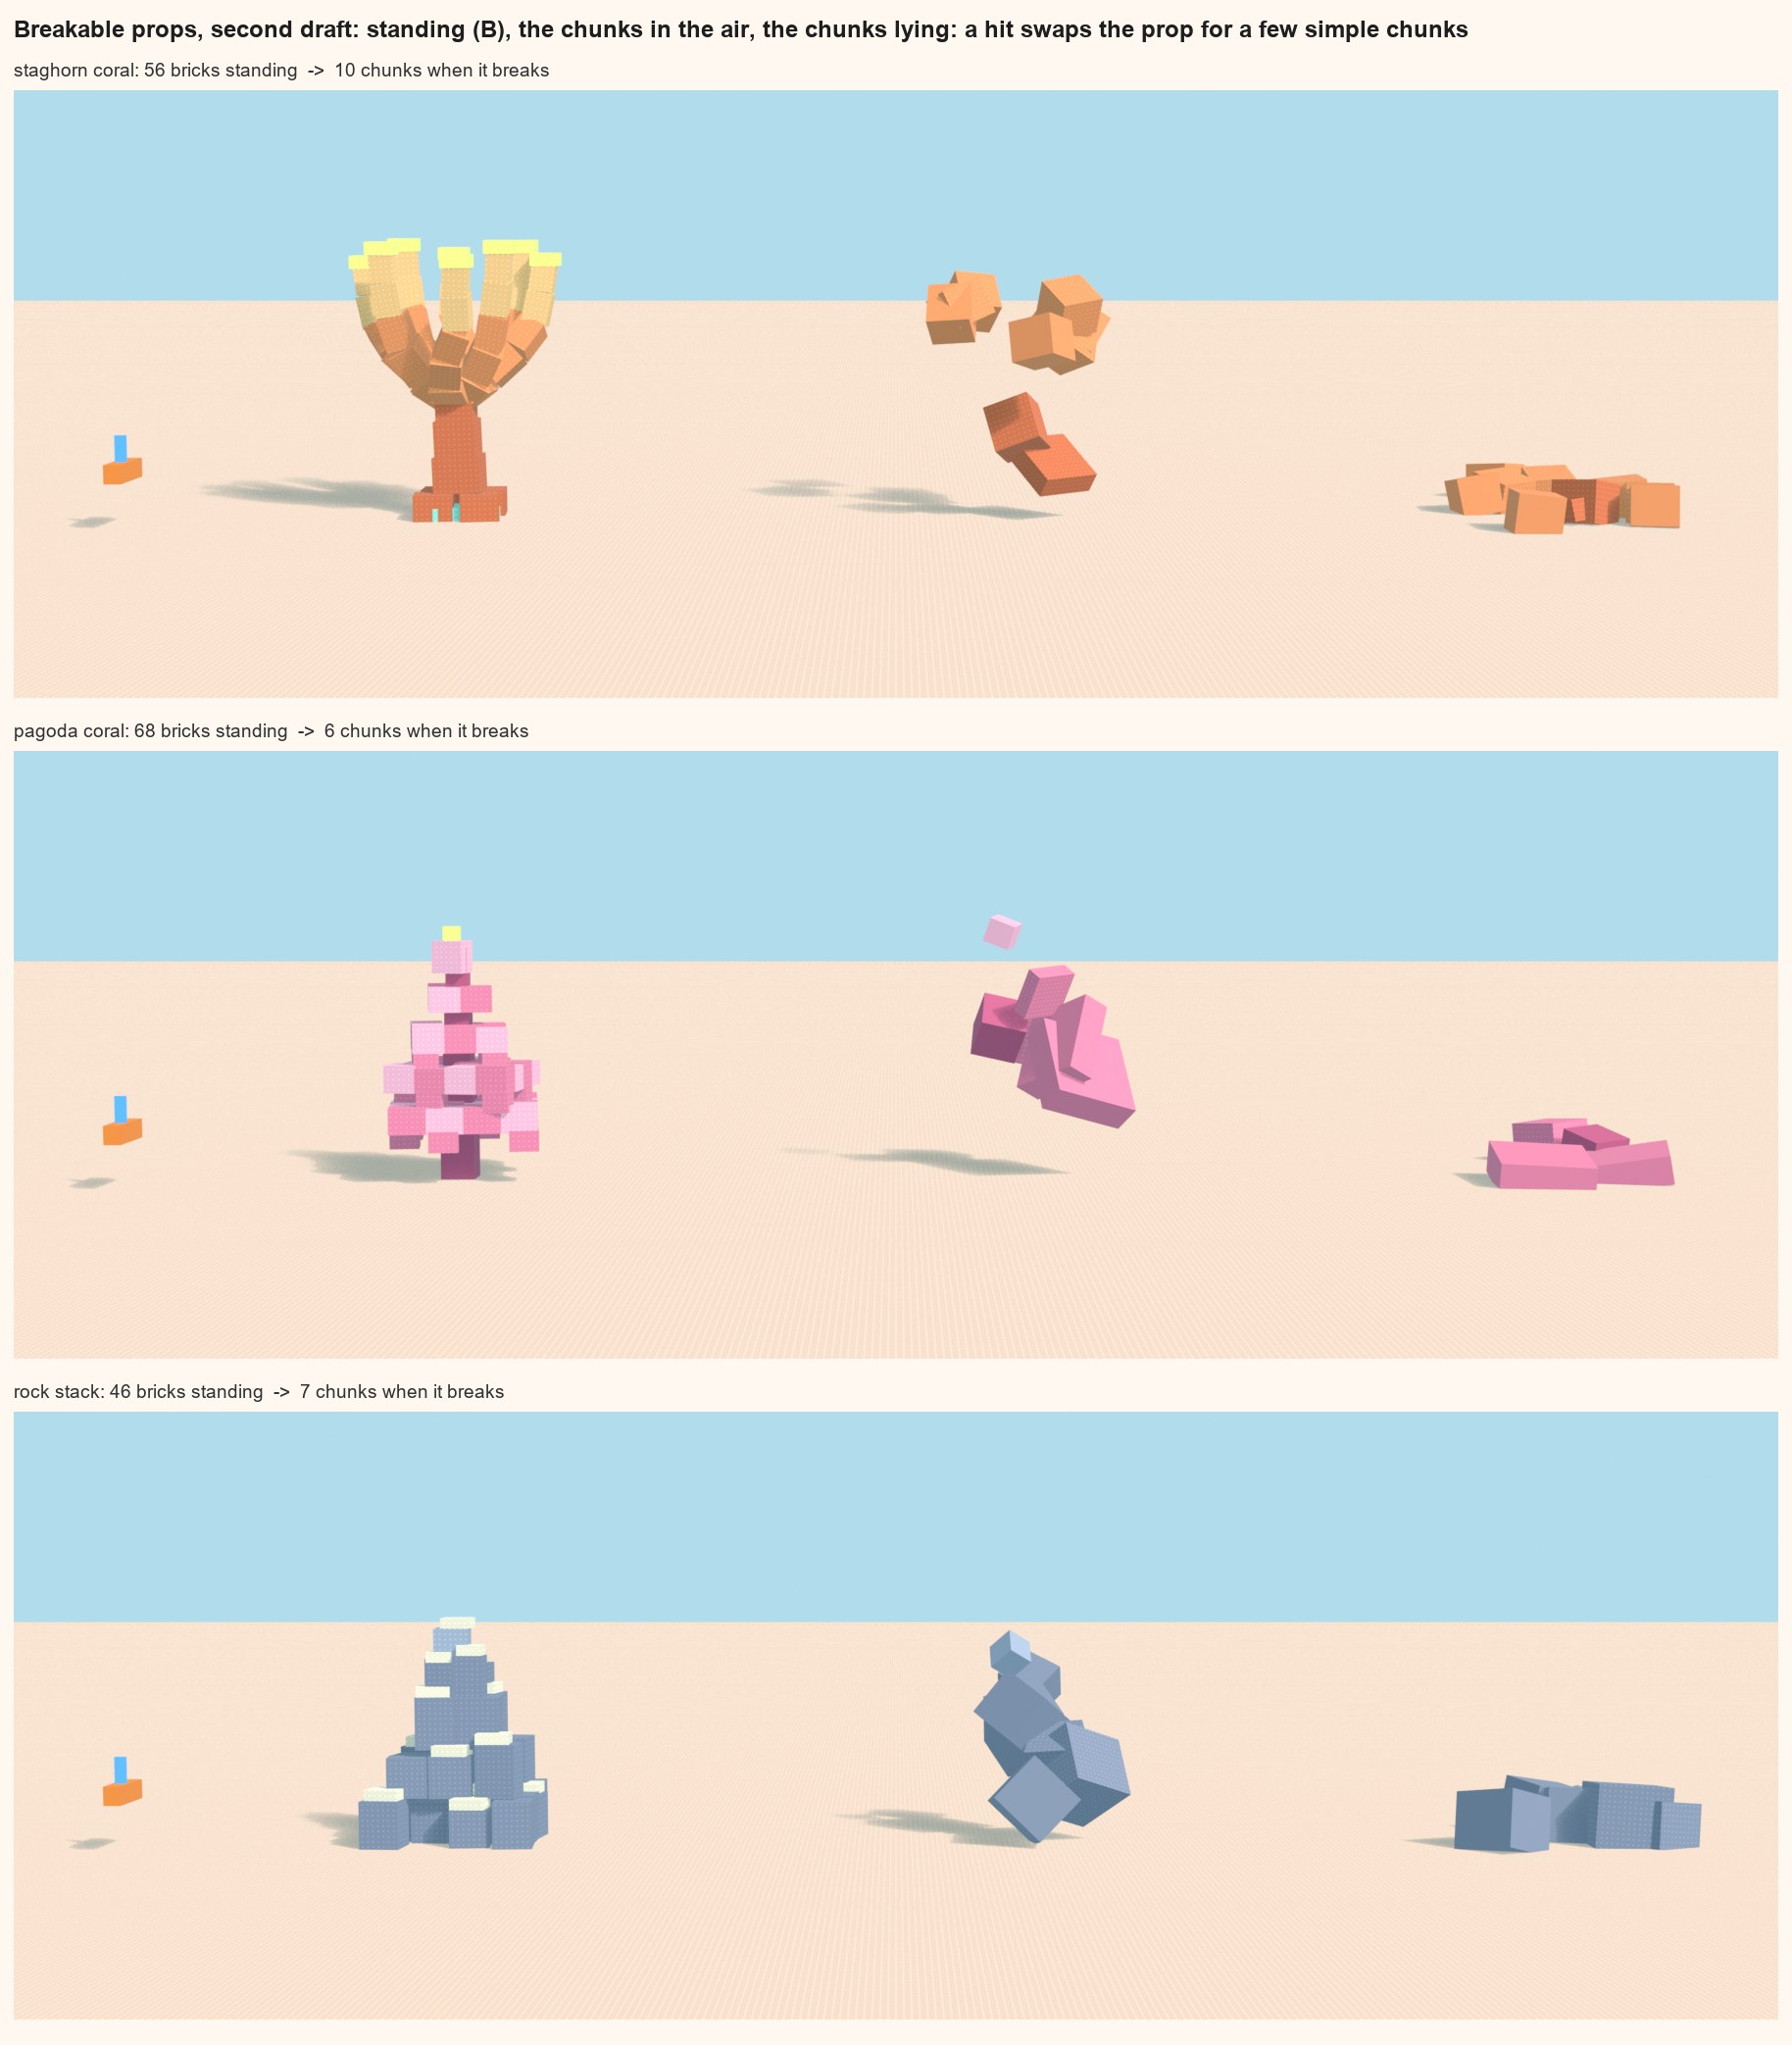 Breakable props, second draft: standing (B), the chunks in the air, the chunks lying: a hit swaps the prop for a few simple chunks
staghorn coral: 56 bricks standing  ->  10 chunks when it breaks
pagoda coral: 68 bricks standing  ->  6 chunks when it breaks
rock stack: 46 bricks standing  ->  7 chunks when it breaks